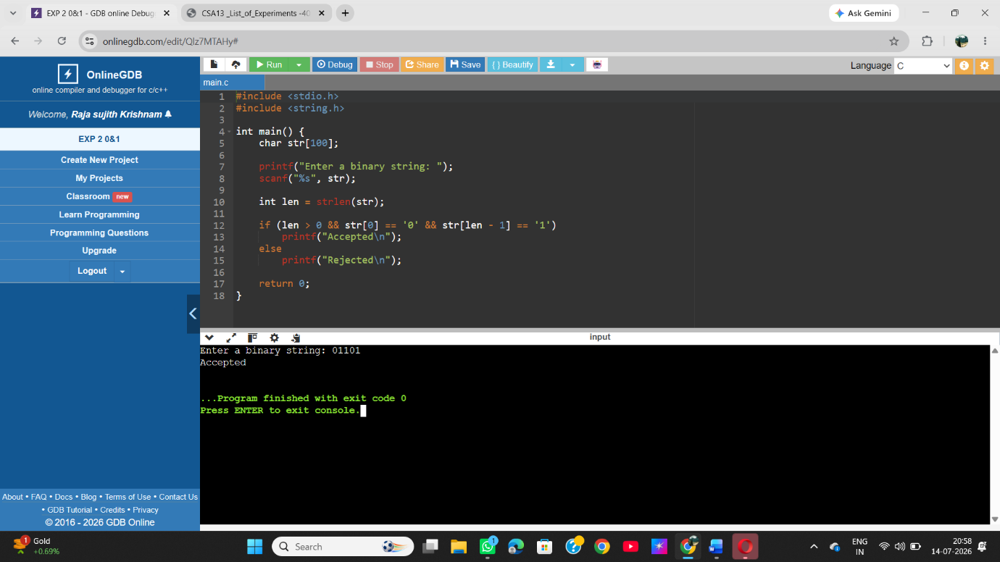 EXP 2 0&1 - GDB online Debug
CSA13 _List_of_Experiments -40
Ask Gemini
onlinegdb.com/edit/Qlz7MTAHy#
OnlineGDB
online compiler and debugger for c/c++
Welcome, Raja sujith Krishnam
EXP 2 0&1
Create New Project
My Projects
Classroom new
Learn Programming
Programming Questions
Upgrade
Logout
About • FAQ • Docs • Blog • Terms of Use • Contact Us
• GDB Tutorial • Credits • Privacy
© 2016 - 2026 GDB Online
Run Debug Stop Share Save { } Beautify
Language C
main.c
1 #include <stdio.h>
2 #include <string.h>
3
4 int main() {
5 char str[100];
6
7 printf("Enter a binary string: ");
8 scanf("%s", str);
9
10 int len = strlen(str);
11
12 if (len > 0 && str[0] == '0' && str[len - 1] == '1')
13 printf("Accepted\n");
14 else
15 printf("Rejected\n");
16
17 return 0;
18 }
input
Enter a binary string: 01101
Accepted
...Program finished with exit code 0
Press ENTER to exit console.
1
Gold
+0.69%
Search
1
ENG
IN
20:58
14-07-2026